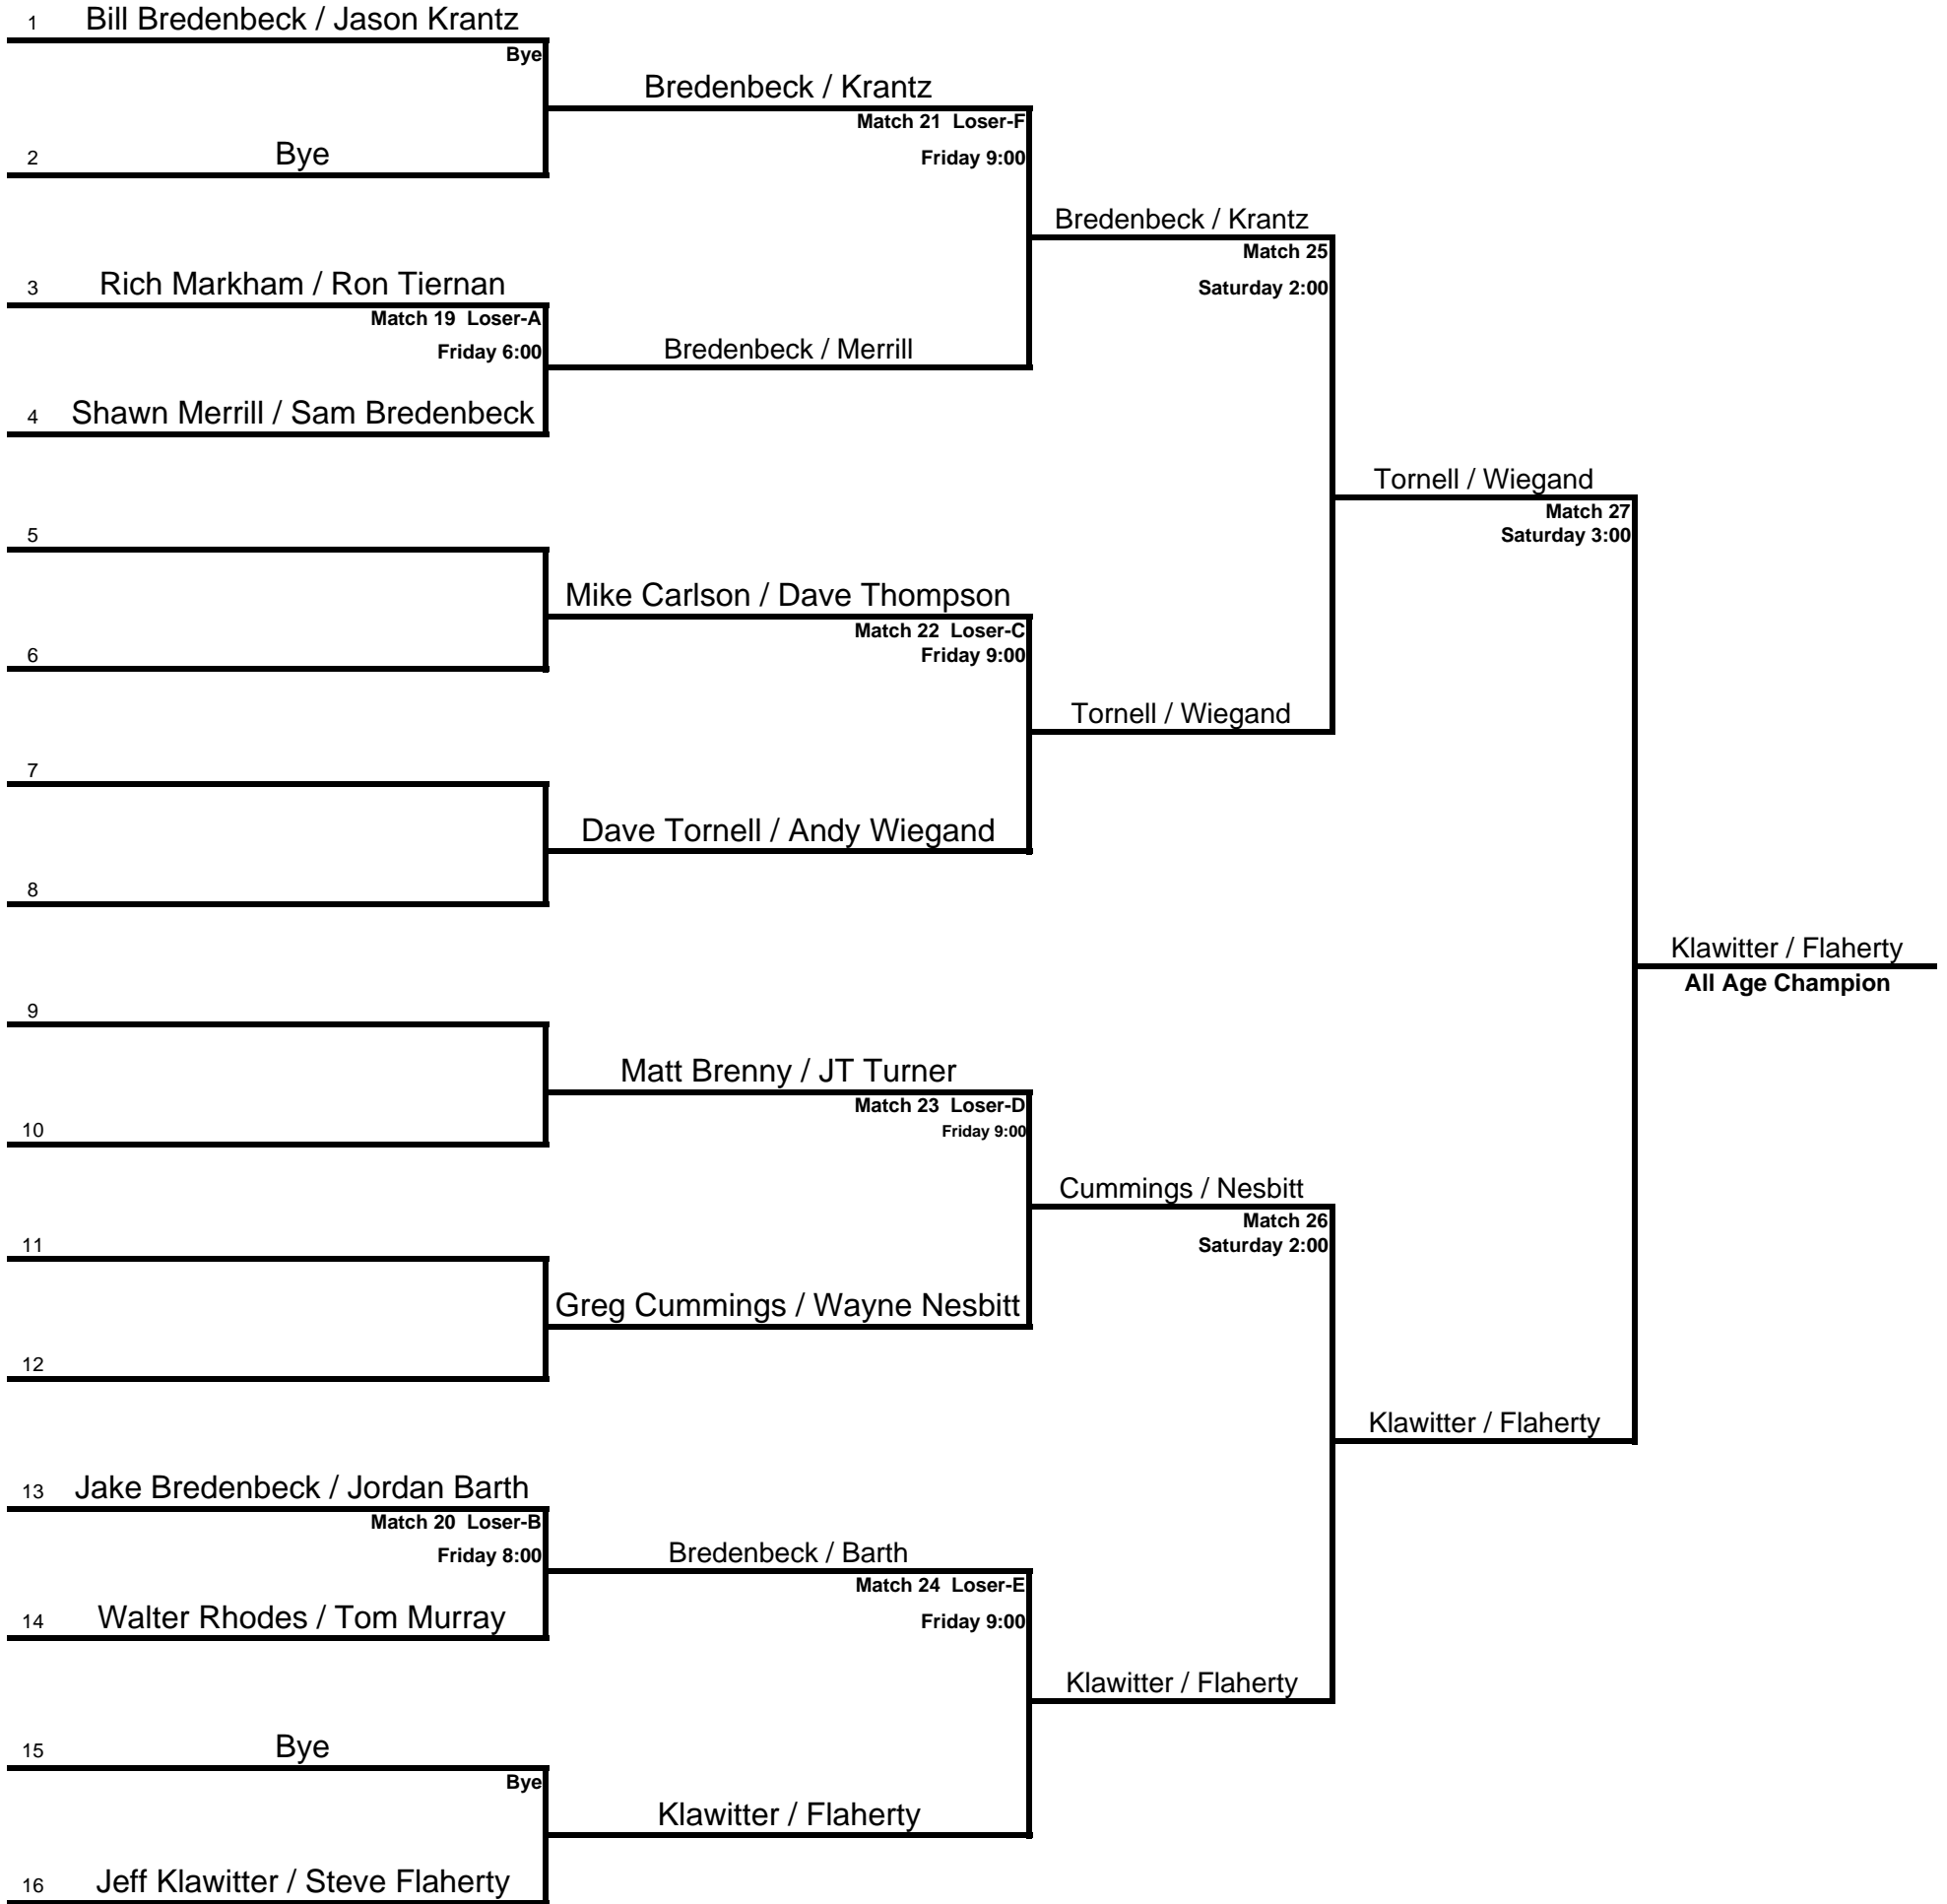 1 Bill Bredenbeck / Jason Krantz
Bye
Bredenbeck / Krantz
Match 21 Loser-F
2 Bye
Friday 9:00
Bredenbeck / Krantz
Match 25
3 Rich Markham / Ron Tiernan
Saturday 2:00
Match 19 Loser-A
Friday 6:00
Bredenbeck / Merrill
4 Shawn Merrill / Sam Bredenbeck
Tornell / Wiegand
Match 27
5
Saturday 3:00
Mike Carlson / Dave Thompson
Match 22 Loser-C
6
Friday 9:00
Tornell / Wiegand
7
Dave Tornell / Andy Wiegand
8
Klawitter / Flaherty
All Age Champion
9
Matt Brenny / JT Turner
Match 23 Loser-D
10
Friday 9:00
Cummings / Nesbitt
Match 26
11
Saturday 2:00
Greg Cummings / Wayne Nesbitt
12
Klawitter / Flaherty
13 Jake Bredenbeck / Jordan Barth
Match 20 Loser-B
Friday 8:00
Bredenbeck / Barth
Match 24 Loser-E
14 Walter Rhodes / Tom Murray
Friday 9:00
Klawitter / Flaherty
15 Bye
Bye
Klawitter / Flaherty
16 Jeff Klawitter / Steve Flaherty